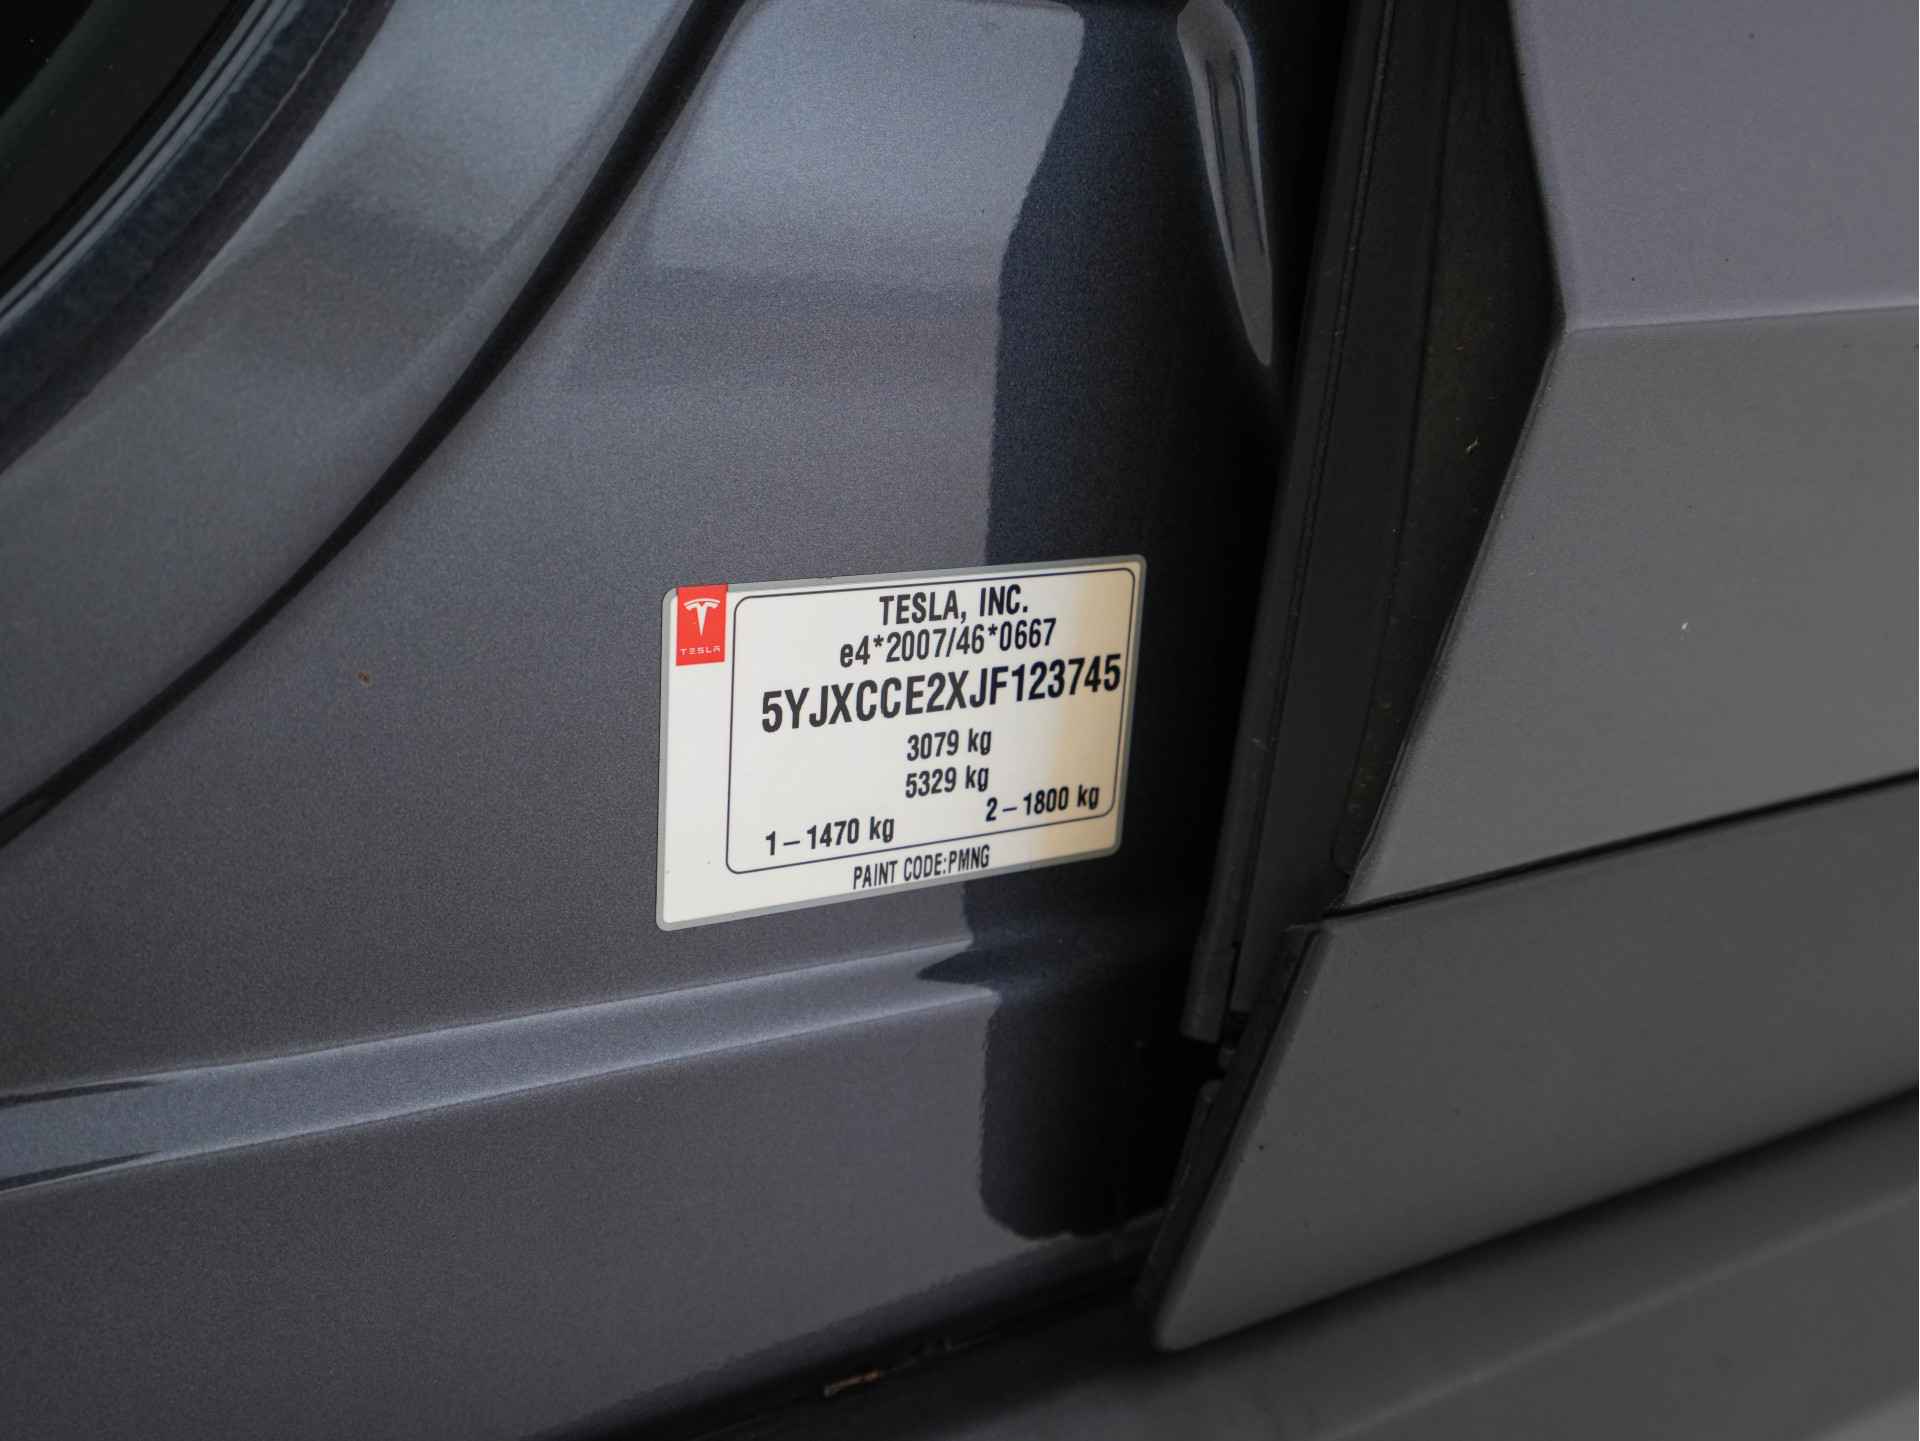 TESLA
TESLA, INC.
e4*2007/46*0667
5YJXCCE2XJF123745
3079 kg
5329 kg
1 – 1470 kg 2 – 1800 kg
PAINT CODE:PMNG